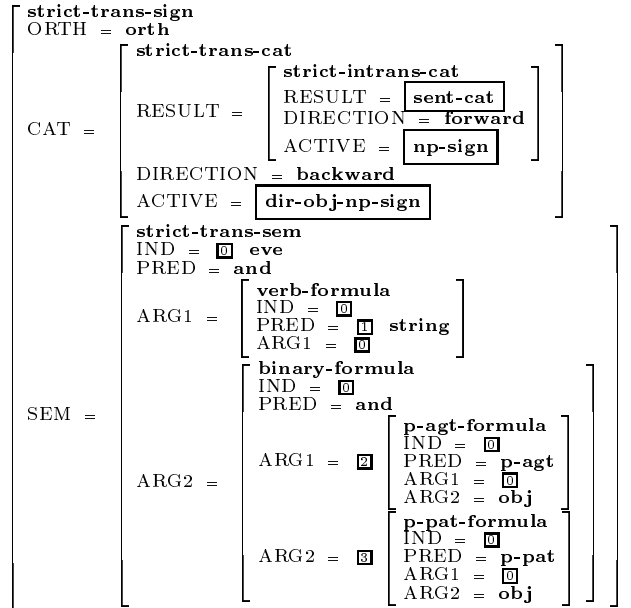 strict-trans-sign
ORTH = orth
strict-trans-cat
strict-intrans-cat
RESULT = sent-cat
RESULT =
DIRECTION = forward
CAT =
ACTIVE = np-sign
DIRECTION = backward
ACTIVE = dir-obj-np-sign
strict-trans-sem
IND = 0 eve
PRED = and
verb-formula
IND = 0
ARG1 =
PRED = 1 string
ARG1 = 0
binary-formula
IND = 0
PRED = and
SEM =
p-agt-formula
IND = 0
ARG1 = 2
PRED = p-agt
ARG1 = 0
ARG2 =
ARG2 = obj
p-pat-formula
IND = 0
ARG2 = 3
PRED = p-pat
ARG1 = 0
ARG2 = obj